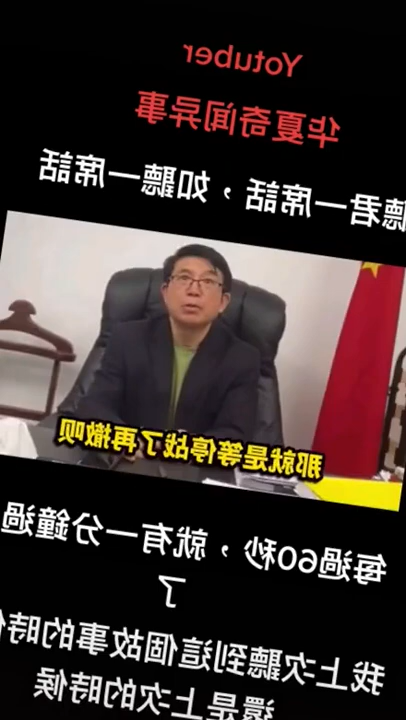 Yotuber
华夏奇闻异事
聽君一席話，如聽一席話
那就是等停战了再撤呗
每過60秒，就有一分鐘過
了
我上次聽到這個故事的時候
還是上次的時候